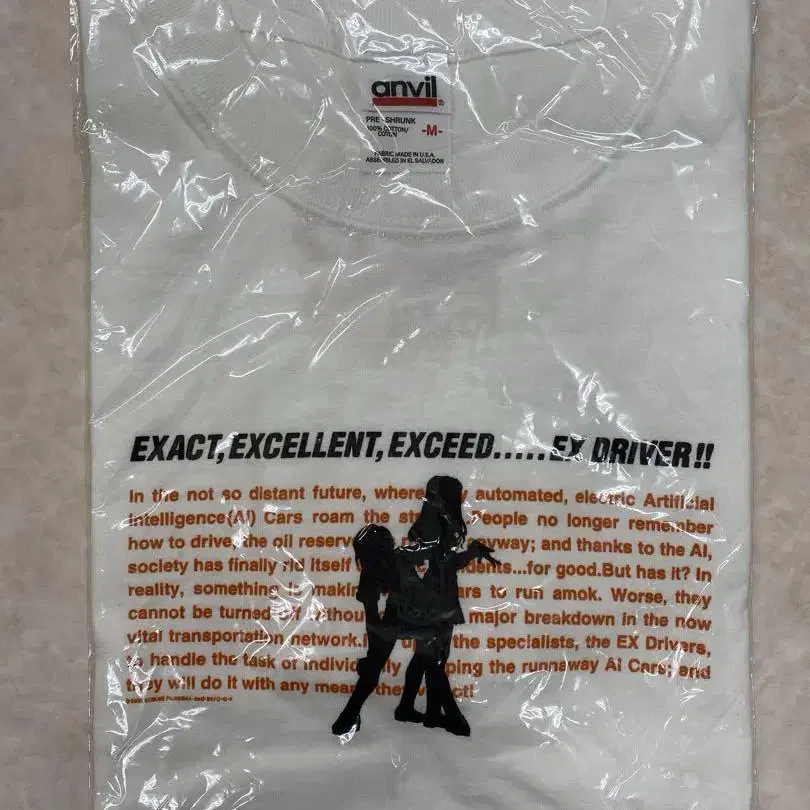 anvil®
PRE-SHRUNK
100% COTTON/
COTON
-M-
FABRIC MADE IN U.S.A.
ASSEMBLED IN EL SALVADOR
EXACT,EXCELLENT,EXCEED.....EX DRIVER!!
In the not so distant future, where automated, electric Artificial
Intelligence(AI) Cars roam the people no longer remember
how to drive, the oil and thanks to the AI,
society has finally rid itself for good.But has it? In
reality, something is to run amok. Worse, they
cannot be turned off major breakdown in the now
vital transportation network. the specialists, the EX Drivers,
to handle the task of the runaway AI Cars; and
they will do it with any